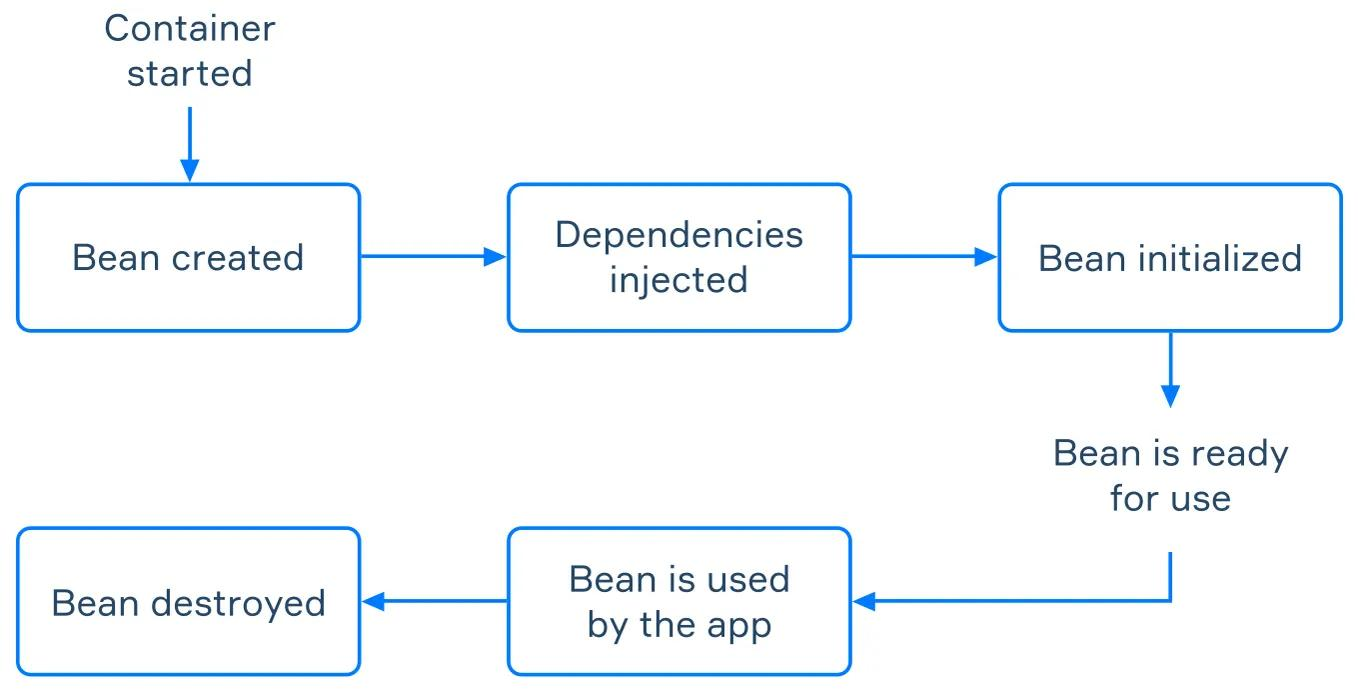 Container
started
Bean created
Dependencies
injected
Bean initialized
Bean is ready
for use
Bean is used
by the app
Bean destroyed